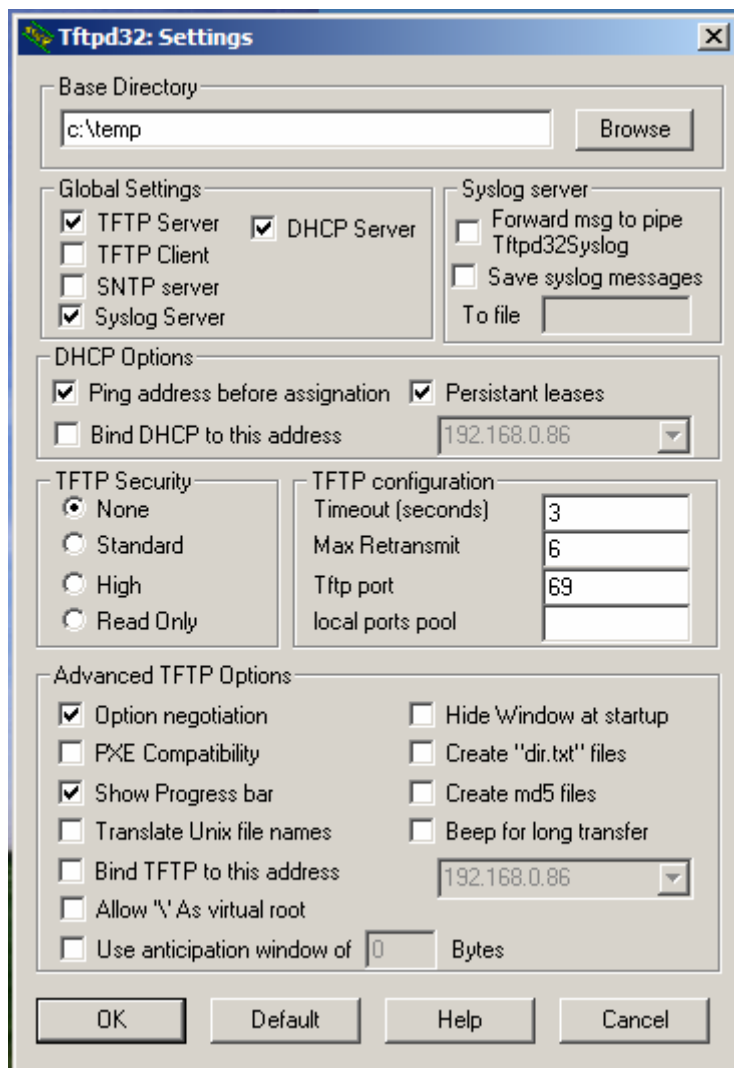 Tftpd32: Settings
Base Directory
c:\temp
Browse
Global Settings
TFTP Server
DHCP Server
TFTP Client
SNTP server
Syslog Server
Syslog server
Forward msg to pipe
Tftpd32Syslog
Save syslog messages
To file
DHCP Options
Ping address before assignation
Persistant leases
Bind DHCP to this address
192.168.0.86
TFTP Security
None
Standard
High
Read Only
TFTP configuration
Timeout (seconds) 3
Max Retransmit 6
Tftp port 69
local ports pool
Advanced TFTP Options
Option negotiation
PXE Compatibility
Show Progress bar
Translate Unix file names
Bind TFTP to this address
Allow '\' As virtual root
Use anticipation window of 0 Bytes
Hide Window at startup
Create "dir.txt" files
Create md5 files
Beep for long transfer
192.168.0.86
OK
Default
Help
Cancel